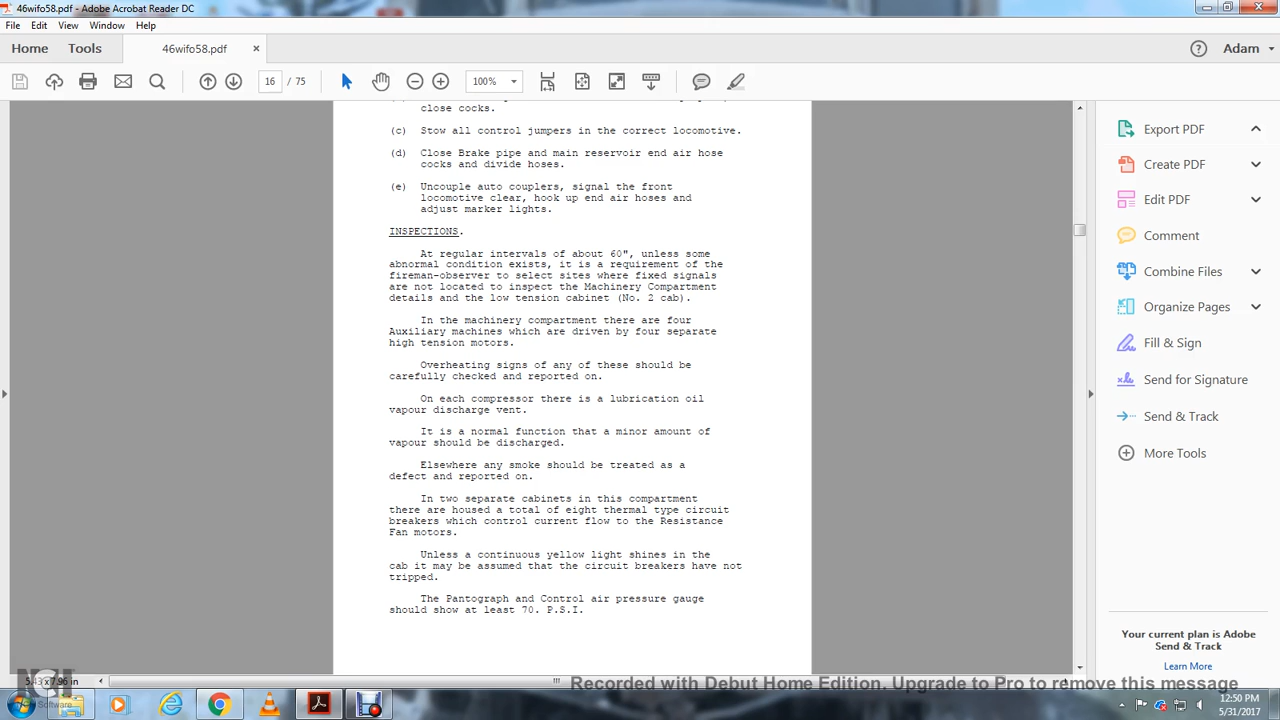 46wifo58.pdf - Adobe Acrobat Reader DC
File Edit View Window Help
Home Tools 46wifo58.pdf × Adam
16 / 75 100%
close cocks.
(c) Stow all control jumpers in the correct locomotive.
(d) Close Brake pipe and main reservoir end air hose
cocks and divide hoses.
(e) Uncouple auto couplers, signal the front
locomotive clear, hook up end air hoses and
adjust marker lights.
INSPECTIONS.
At regular intervals of about 60", unless some
abnormal condition exists, it is a requirement of the
fireman-observer to select sites where fixed signals
are not located to inspect the Machinery Compartment
details and the low tension cabinet (No. 2 cab).
In the machinery compartment there are four
Auxiliary machines which are driven by four separate
high tension motors.
Overheating signs of any of these should be
carefully checked and reported on.
On each compressor there is a lubrication oil
vapour discharge vent.
It is a normal function that a minor amount of
vapour should be discharged.
Elsewhere any smoke should be treated as a
defect and reported on.
In two separate cabinets in this compartment
there are housed a total of eight thermal type circuit
breakers which control current flow to the Resistance
Fan motors.
Unless a continuous yellow light shines in the
cab it may be assumed that the circuit breakers have not
tripped.
The Pantograph and Control air pressure gauge
should show at least 70. P.S.I.
Export PDF
Create PDF
Edit PDF
Comment
Combine Files
Organize Pages
Fill & Sign
Send for Signature
Send & Track
More Tools
Your current plan is Adobe
Send & Track
Learn More
5.43 x 7.96 in
NCH
Software
Recorded with Debut Home Edition. Upgrade to Pro to remove this message
12:50 PM
5/31/2017